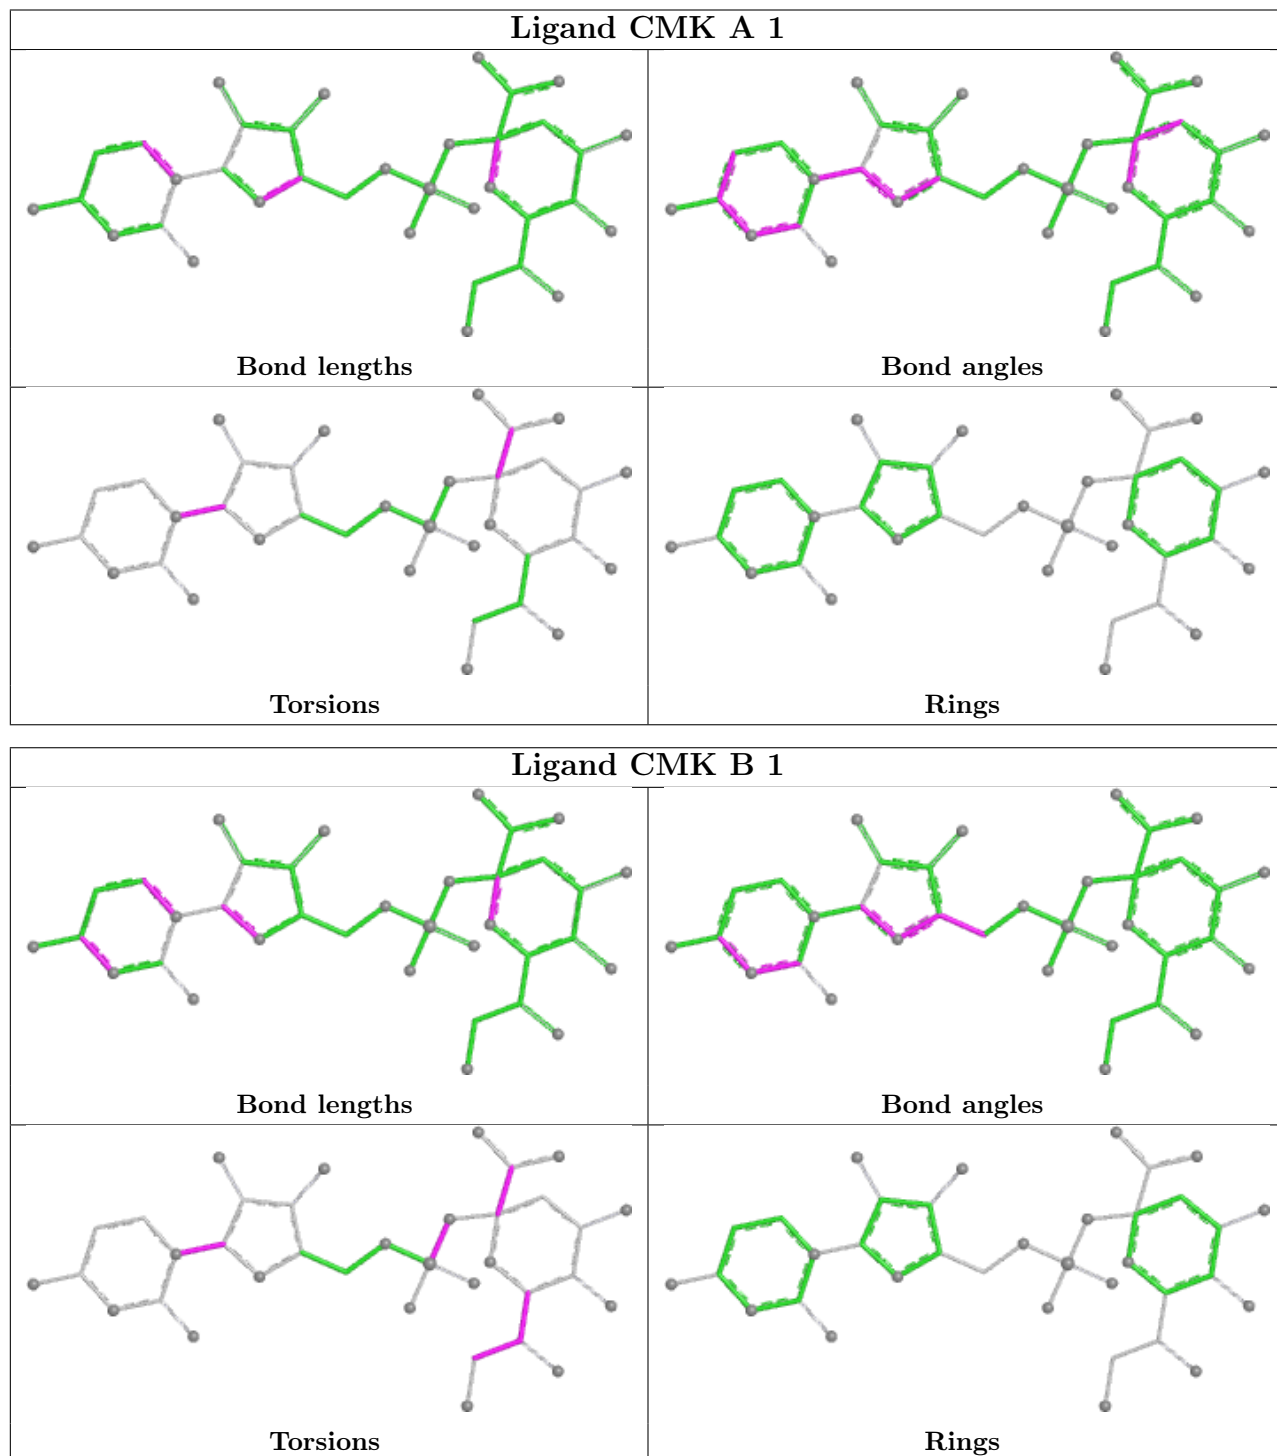 Ligand CMK A 1
Bond lengths
Bond angles
Torsions
Rings
Ligand CMK B 1
Bond lengths
Bond angles
Torsions
Rings